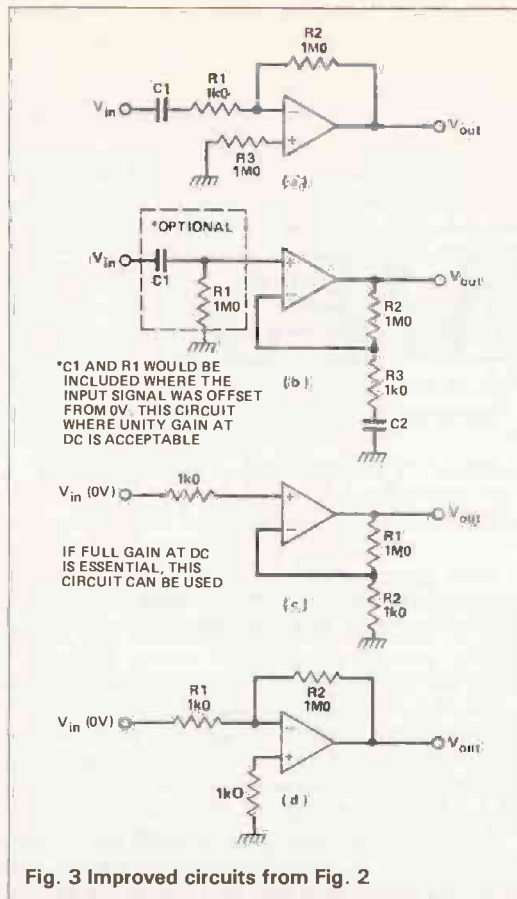 R2
1M0
C1
R1
1k0
Vin
Vout
R3
1M0
(a)
*OPTIONAL
Vin
C1
R1
1M0
Vout
R2
1M0
R3
1k0
C2
(b)
*C1 AND R1 WOULD BE
INCLUDED WHERE THE
INPUT SIGNAL WAS OFFSET
FROM 0V. THIS CIRCUIT
WHERE UNITY GAIN AT
DC IS ACCEPTABLE
1k0
Vin (0V)
Vout
R1
1M0
IF FULL GAIN AT DC
IS ESSENTIAL, THIS
CIRCUIT CAN BE USED
(c)
R2
1k0
R2
1M0
R1
1k0
Vin (0V)
Vout
1k0
(d)
Fig. 3 Improved circuits from Fig. 2